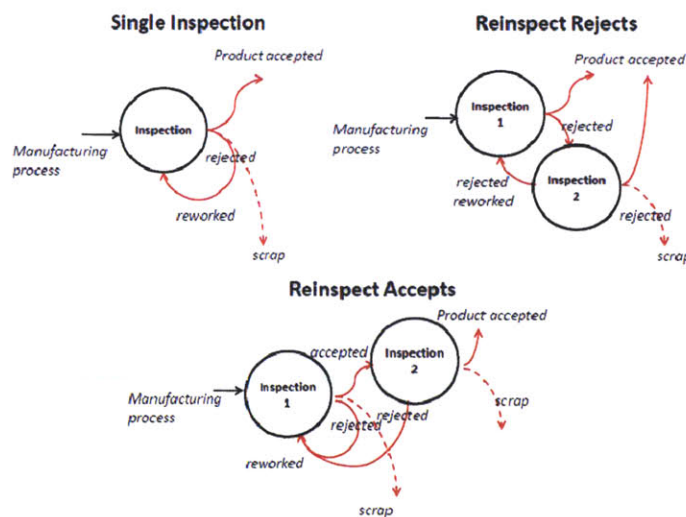 Single Inspection
Product accepted
Inspection
Manufacturing
process
rejected
reworked
scrap
Reinspect Rejects
Product accepted
Inspection
1
Manufacturing
process
rejected
rejected
reworked
Inspection
2
rejected
scrap
Reinspect Accepts
Product accepted
accepted
Inspection
2
Inspection
1
Manufacturing
process
scrap
rejected
rejected
reworked
scrap